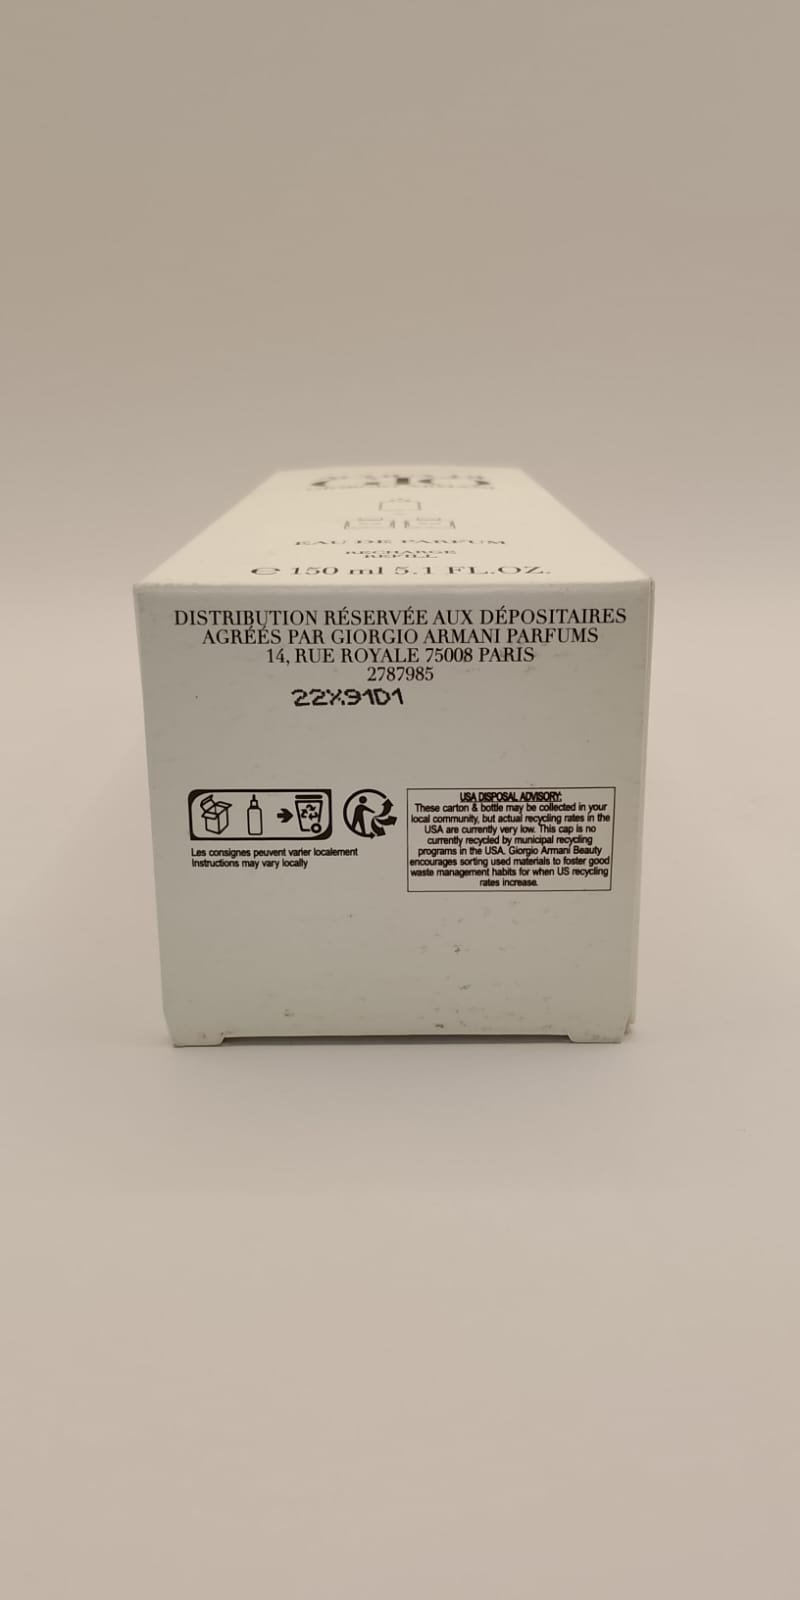 GIO
EAU DE PARFUM
RECHARGE
REFILL
℮ 150 ml 5.1 FL.OZ.
DISTRIBUTION RÉSERVÉE AUX DÉPOSITAIRES
AGRÉÉS PAR GIORGIO ARMANI PARFUMS
14, RUE ROYALE 75008 PARIS
2787985
22X91D1
Les consignes peuvent varier localement
Instructions may vary locally
USA DISPOSAL ADVISORY:
These carton & bottle may be collected in your
local community, but actual recycling rates in the
USA are currently very low. This cap is no
currently recycled by municipal recycling
programs in the USA. Giorgio Armani Beauty
encourages sorting used materials to foster good
waste management habits for when US recycling
rates increase.